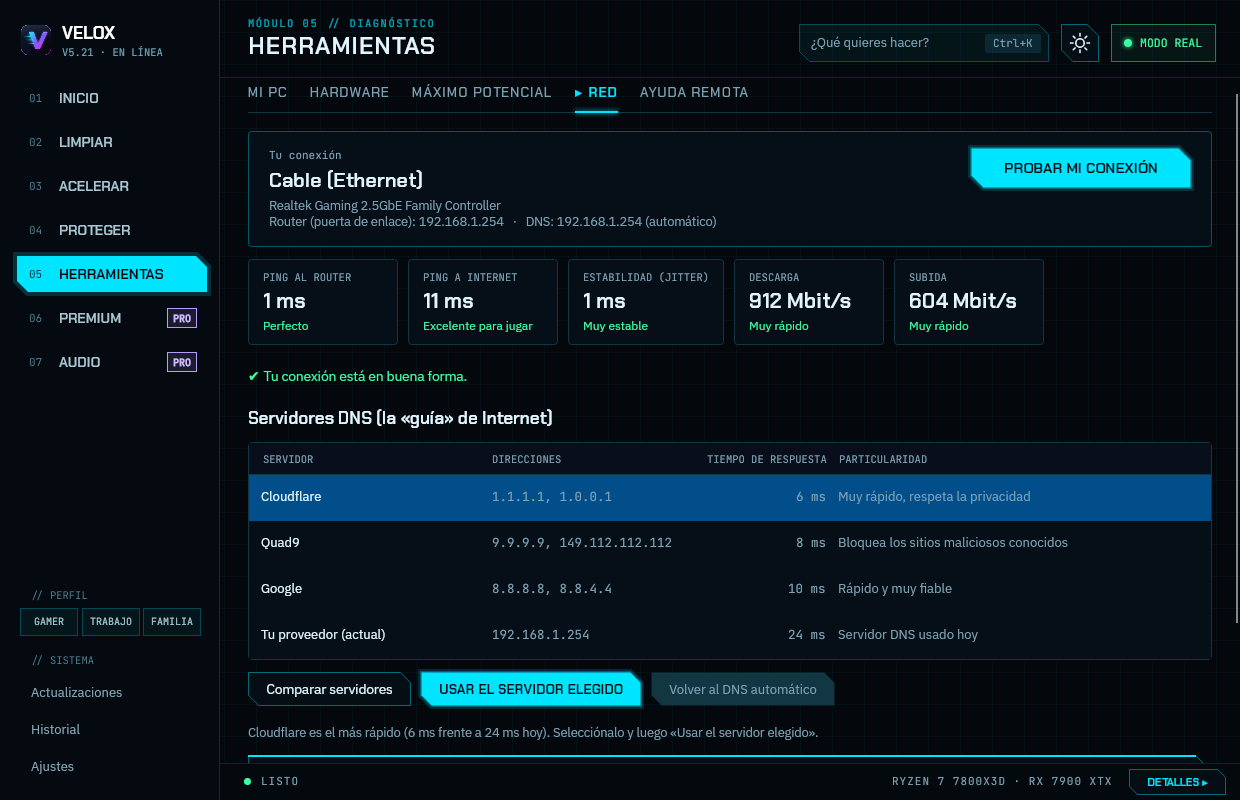 VELOX
V5.21 · EN LÍNEA
01 INICIO
02 LIMPIAR
03 ACELERAR
04 PROTEGER
05 HERRAMIENTAS
06 PREMIUM PRO
07 AUDIO PRO
// PERFIL
GAMER TRABAJO FAMILIA
// SISTEMA
Actualizaciones
Historial
Ajustes
MÓDULO 05 // DIAGNÓSTICO
HERRAMIENTAS
¿Qué quieres hacer? Ctrl+K
MODO REAL
MI PC HARDWARE MÁXIMO POTENCIAL ▸ RED AYUDA REMOTA
Tu conexión
Cable (Ethernet)
Realtek Gaming 2.5GbE Family Controller
Router (puerta de enlace): 192.168.1.254 · DNS: 192.168.1.254 (automático)
PROBAR MI CONEXIÓN
PING AL ROUTER
1 ms
Perfecto
PING A INTERNET
11 ms
Excelente para jugar
ESTABILIDAD (JITTER)
1 ms
Muy estable
DESCARGA
912 Mbit/s
Muy rápido
SUBIDA
604 Mbit/s
Muy rápido
✔ Tu conexión está en buena forma.
Servidores DNS (la «guía» de Internet)
SERVIDOR DIRECCIONES TIEMPO DE RESPUESTA PARTICULARIDAD
Cloudflare 1.1.1.1, 1.0.0.1 6 ms Muy rápido, respeta la privacidad
Quad9 9.9.9.9, 149.112.112.112 8 ms Bloquea los sitios maliciosos conocidos
Google 8.8.8.8, 8.8.4.4 10 ms Rápido y muy fiable
Tu proveedor (actual) 192.168.1.254 24 ms Servidor DNS usado hoy
Comparar servidores USAR EL SERVIDOR ELEGIDO Volver al DNS automático
Cloudflare es el más rápido (6 ms frente a 24 ms hoy). Selecciónalo y luego «Usar el servidor elegido».
LISTO
RYZEN 7 7800X3D · RX 7900 XTX
DETALLES ▸